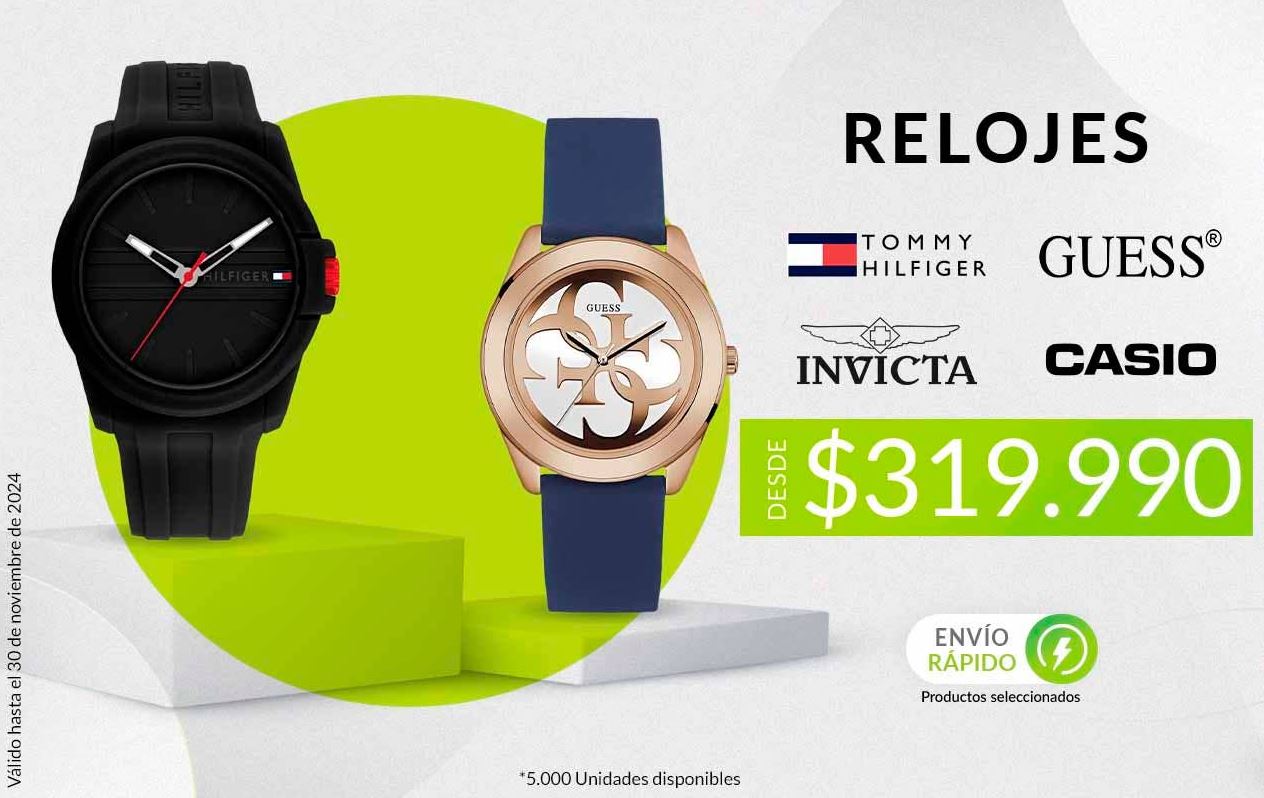 RELOJES
TOMMY
HILFIGER
GUESS®
INVICTA
CASIO
DESDE
$319.990
ENVÍO
RÁPIDO
Productos seleccionados
*5.000 Unidades disponibles
Válido hasta el 30 de noviembre de 2024
HILFIGER
GUESS